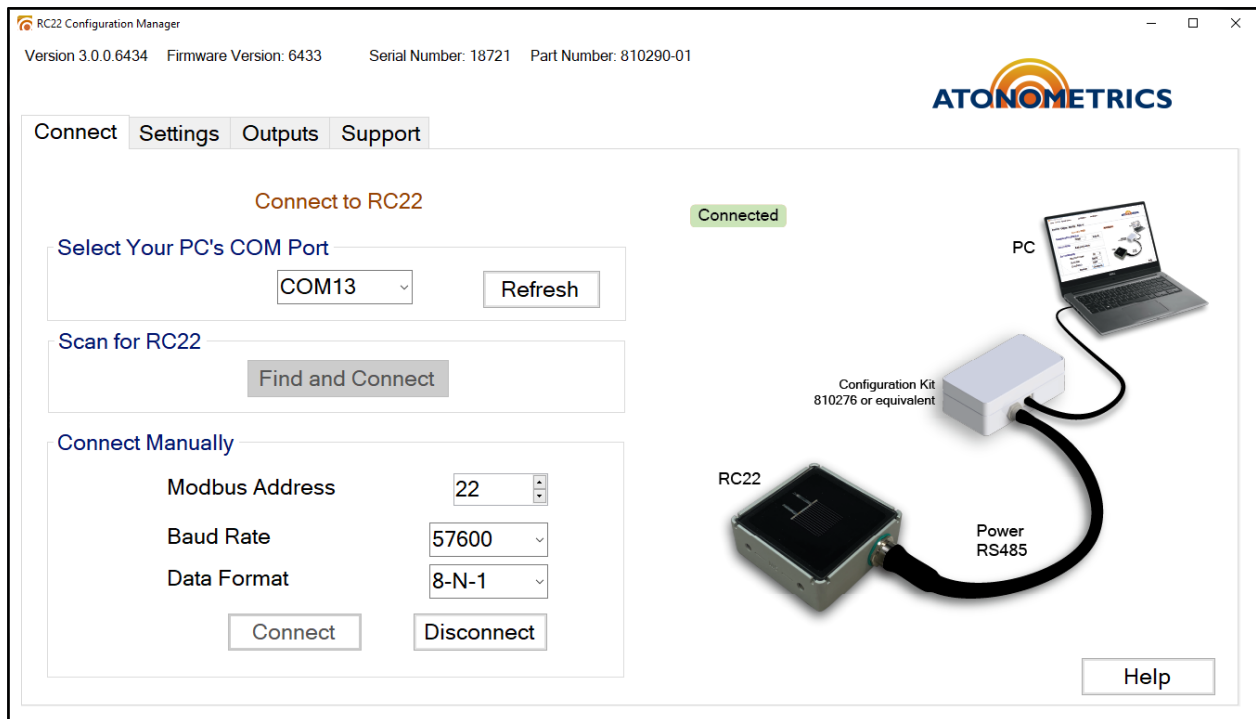 RC22 Configuration Manager
Version 3.0.0.6434 Firmware Version: 6433 Serial Number: 18721 Part Number: 810290-01
ATONOMETRICS
Connect Settings Outputs Support
Connect to RC22
Connected
Select Your PC's COM Port
COM13 Refresh
PC
Scan for RC22
Find and Connect
Configuration Kit
810276 or equivalent
Connect Manually
Modbus Address 22
Baud Rate 57600
Data Format 8-N-1
Connect Disconnect
RC22
Power
RS485
Help